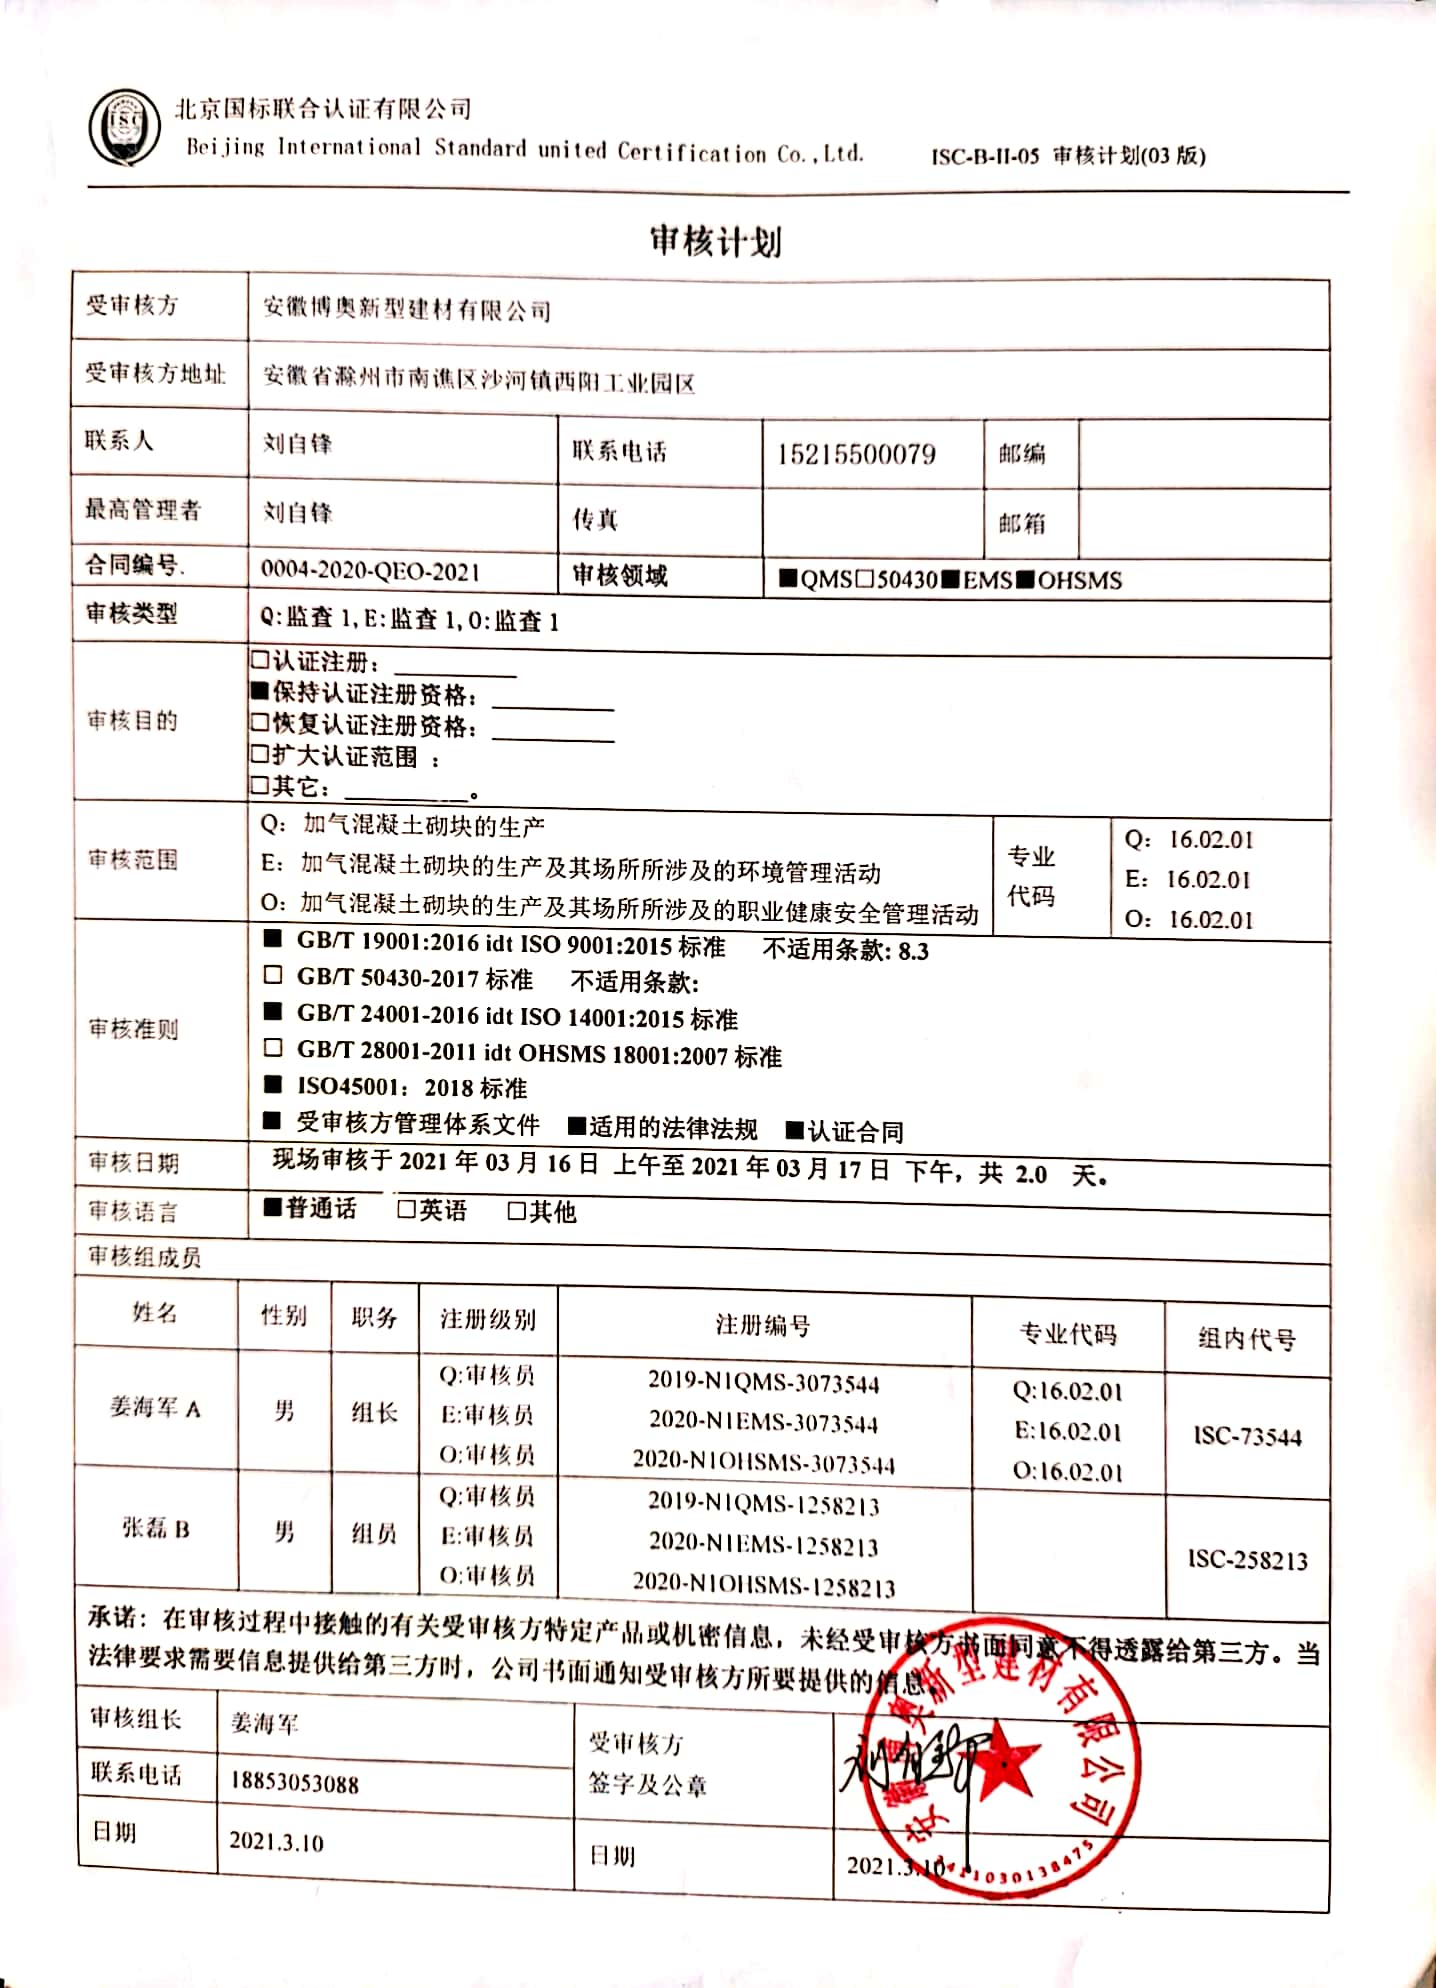 ISC
北京国标联合认证有限公司
Beijing International Standard united Certification Co.,Ltd.
ISC-B-II-05 审核计划(03 版)
审核计划
受审核方 安徽博奥新型建材有限公司
受审核方地址 安徽省滁州市南谯区沙河镇西阳工业园区
联系人 刘自锋 联系电话 15215500079 邮编
最高管理者 刘自锋 传真 邮箱
合同编号. 0004-2020-QEO-2021 审核领域 ■QMS□50430■EMS■OHSMS
审核类型 Q:监查 1, E:监查 1, O:监查 1
审核目的
□认证注册：
■保持认证注册资格：
□恢复认证注册资格：
□扩大认证范围 ：
□其它： 。
审核范围
Q：加气混凝土砌块的生产
E：加气混凝土砌块的生产及其场所所涉及的环境管理活动
O：加气混凝土砌块的生产及其场所所涉及的职业健康安全管理活动
专业
代码
Q：16.02.01
E：16.02.01
O：16.02.01
审核准则
■ GB/T 19001:2016 idt ISO 9001:2015 标准 不适用条款: 8.3
□ GB/T 50430-2017 标准 不适用条款:
■ GB/T 24001-2016 idt ISO 14001:2015 标准
□ GB/T 28001-2011 idt OHSMS 18001:2007 标准
■ ISO45001：2018 标准
■ 受审核方管理体系文件 ■适用的法律法规 ■认证合同
审核日期 现场审核于 2021 年 03 月 16 日 上午至 2021 年 03 月 17 日 下午，共 2.0 天。
审核语言 ■普通话 □英语 □其他
审核组成员
姓名 性别 职务 注册级别 注册编号 专业代码 组内代号
姜海军 A 男 组长
Q:审核员 2019-N1QMS-3073544 Q:16.02.01
E:审核员 2020-N1EMS-3073544 E:16.02.01
O:审核员 2020-N1OHSMS-3073544 O:16.02.01
ISC-73544
张磊 B 男 组员
Q:审核员 2019-N1QMS-1258213
E:审核员 2020-N1EMS-1258213
O:审核员 2020-N1OHSMS-1258213
ISC-258213
承诺：在审核过程中接触的有关受审核方特定产品或机密信息，未经受审核方书面同意不得透露给第三方。当
法律要求需要信息提供给第三方时，公司书面通知受审核方所要提供的信息。
审核组长 姜海军
联系电话 18853053088
日期 2021.3.10
受审核方
签字及公章
刘自锋
日期 2021.3.10
安徽博奥新型建材有限公司
3411030138475